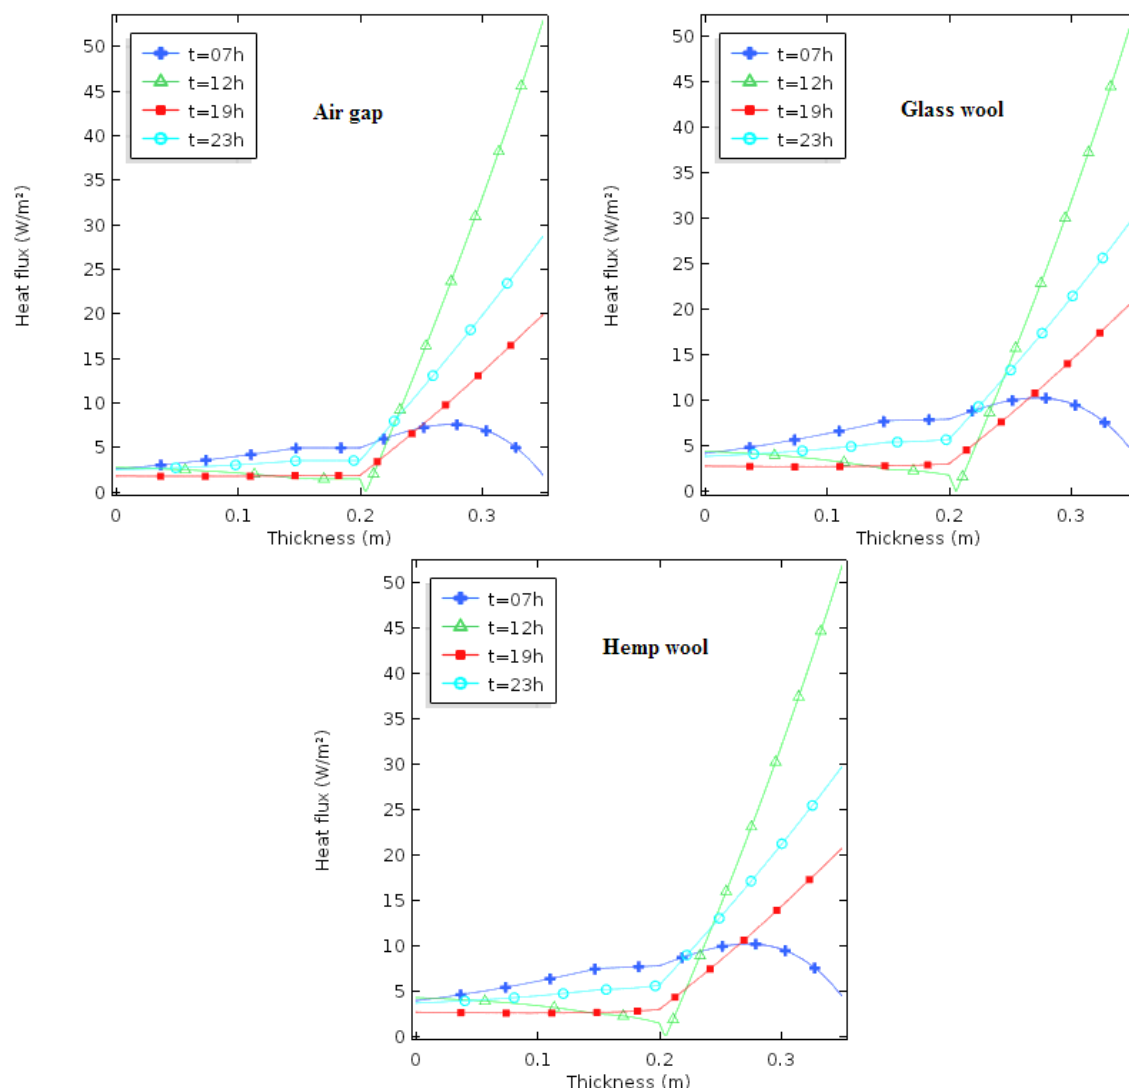 t=07h
t=12h
t=19h
t=23h
Air gap
Heat flux (W/m²)
50
45
40
35
30
25
20
15
10
5
0
0
0.1
0.2
0.3
Thickness (m)
t=07h
t=12h
t=19h
t=23h
Glass wool
Heat flux (W/m²)
50
45
40
35
30
25
20
15
10
5
0
0
0.1
0.2
0.3
Thickness (m)
t=07h
t=12h
t=19h
t=23h
Hemp wool
Heat flux (W/m²)
50
45
40
35
30
25
20
15
10
5
0
0
0.1
0.2
0.3
Thickness (m)